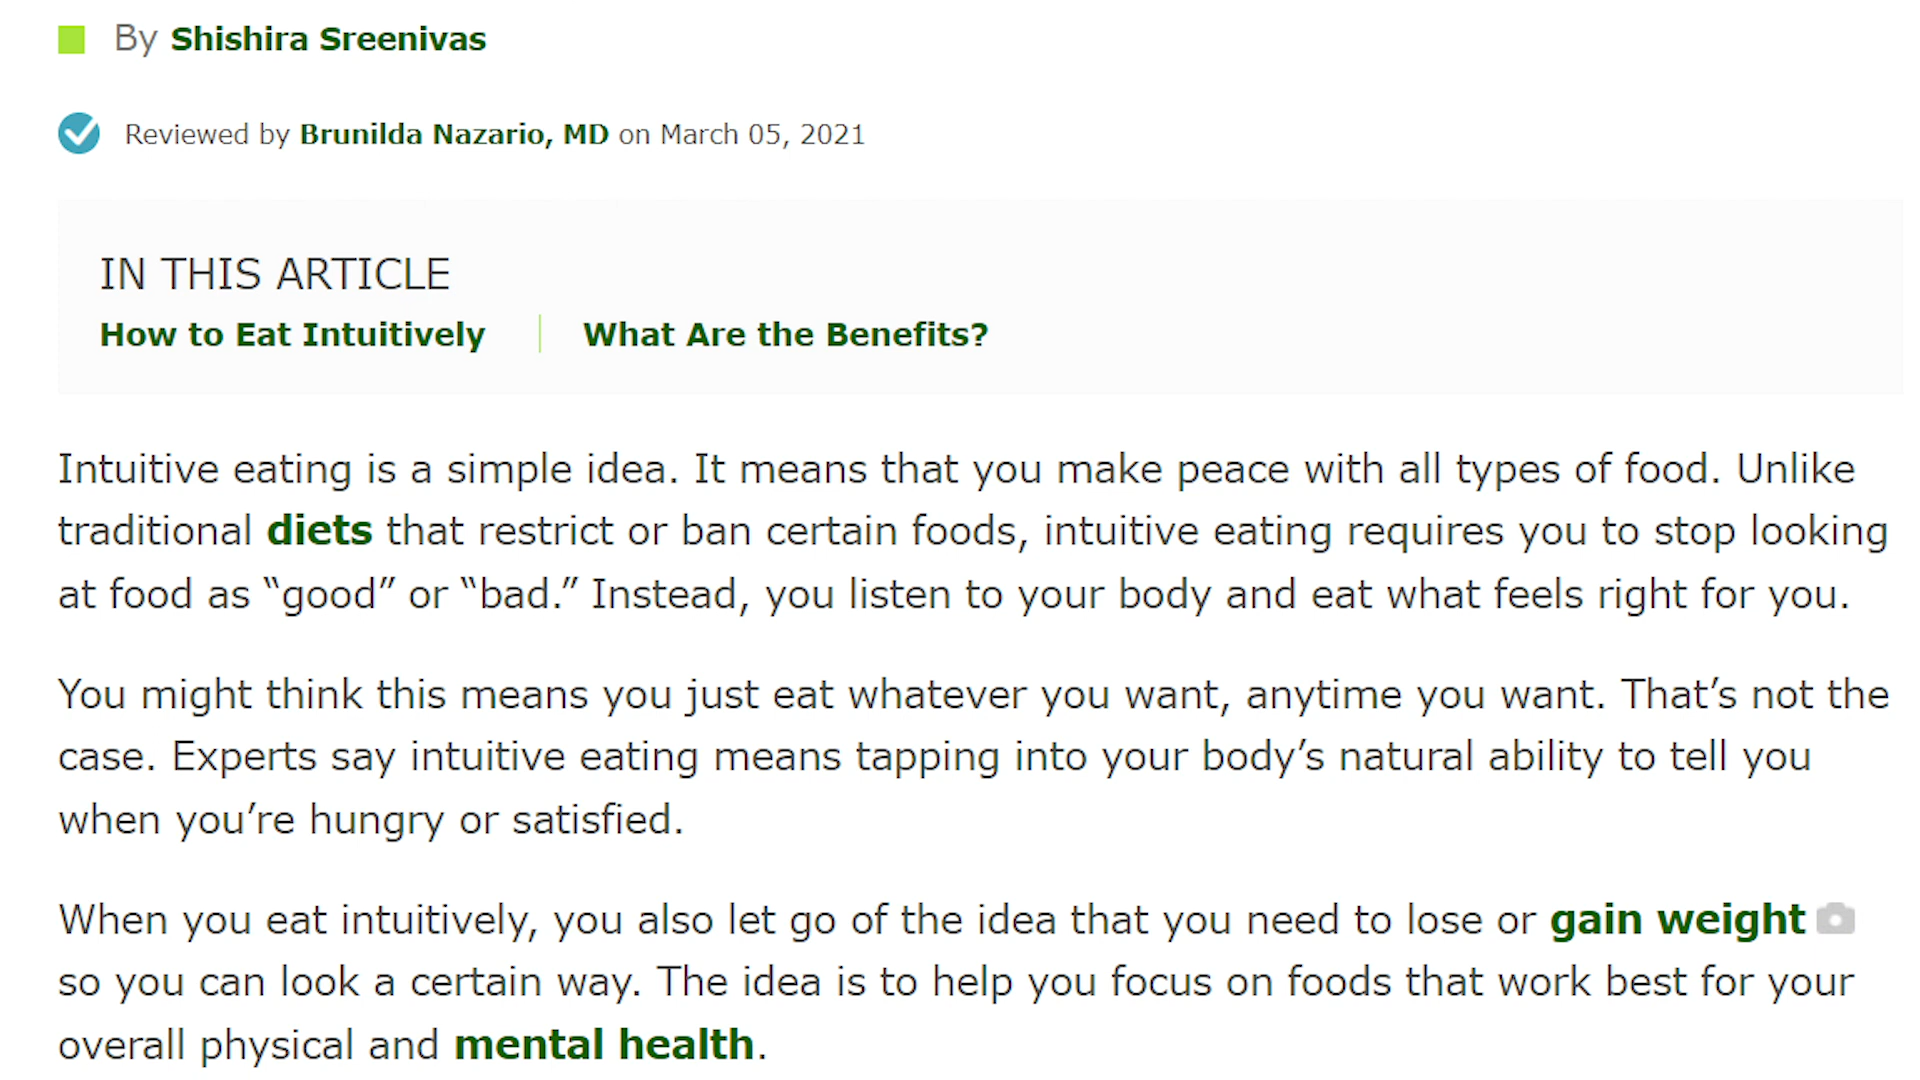 By Shishira Sreenivas
Reviewed by Brunilda Nazario, MD on March 05, 2021
IN THIS ARTICLE
How to Eat Intuitively | What Are the Benefits?
Intuitive eating is a simple idea. It means that you make peace with all types of food. Unlike
traditional diets that restrict or ban certain foods, intuitive eating requires you to stop looking
at food as “good” or “bad.” Instead, you listen to your body and eat what feels right for you.
You might think this means you just eat whatever you want, anytime you want. That’s not the
case. Experts say intuitive eating means tapping into your body’s natural ability to tell you
when you’re hungry or satisfied.
When you eat intuitively, you also let go of the idea that you need to lose or gain weight
so you can look a certain way. The idea is to help you focus on foods that work best for your
overall physical and mental health.